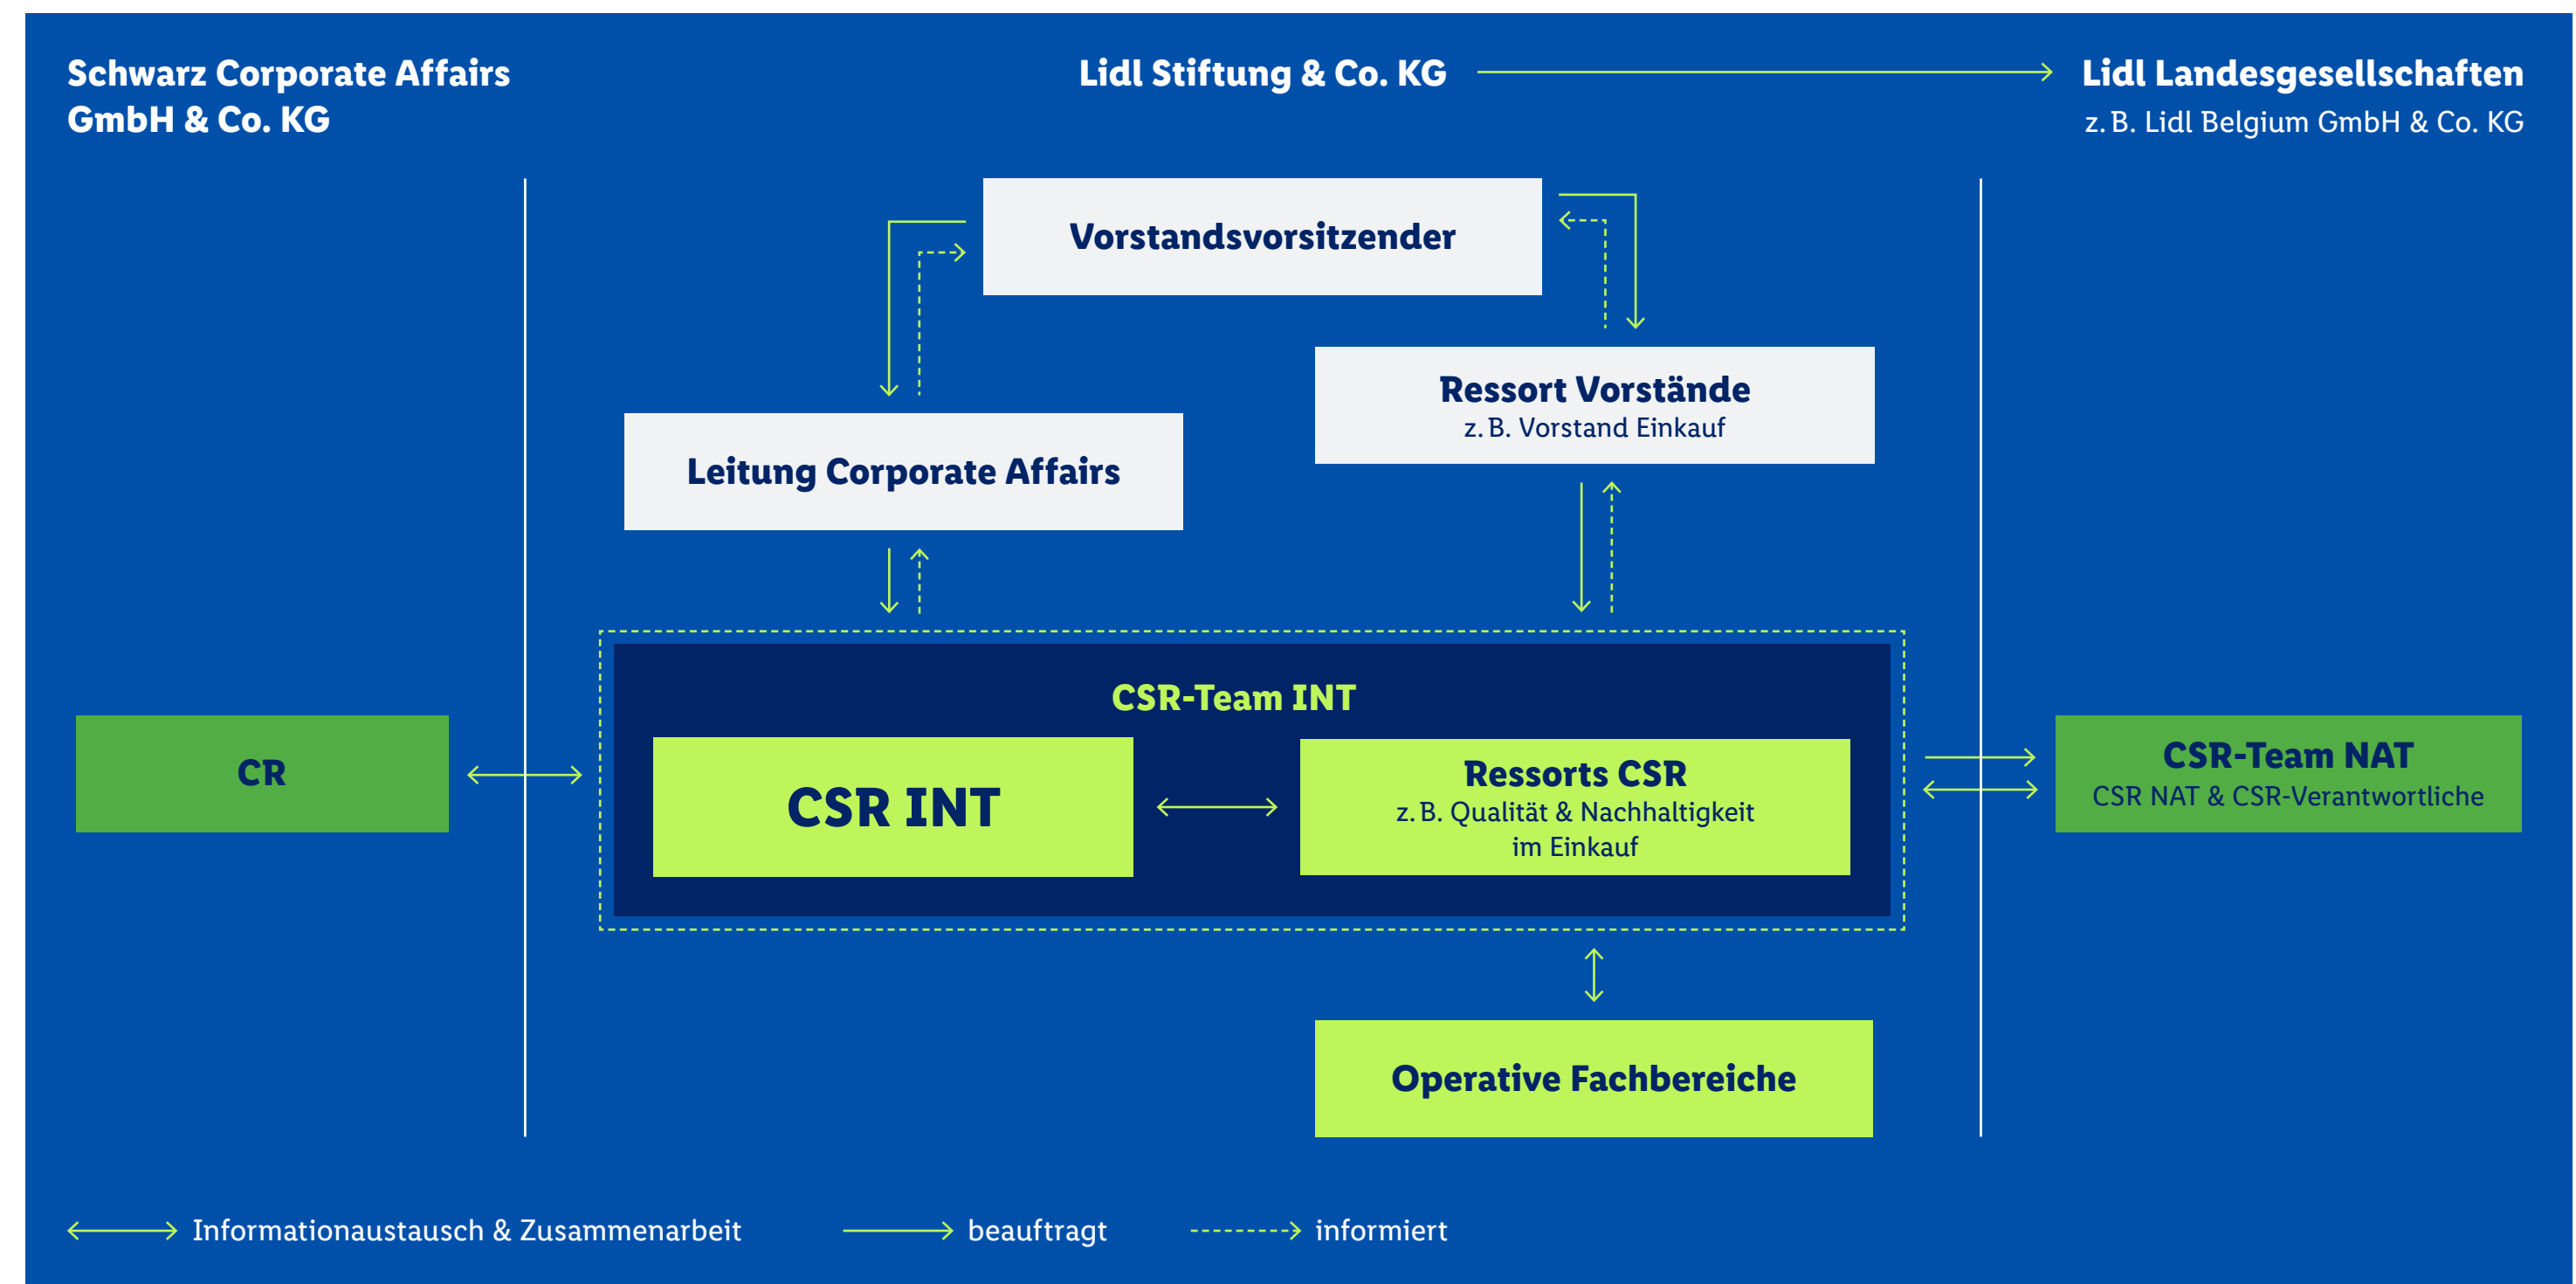 Schwarz Corporate Affairs
GmbH & Co. KG
Lidl Stiftung & Co. KG
Lidl Landesgesellschaften
z. B. Lidl Belgium GmbH & Co. KG
Vorstandsvorsitzender
Ressort Vorstände
z. B. Vorstand Einkauf
Leitung Corporate Affairs
CSR-Team INT
CR
CSR INT
Ressorts CSR
z. B. Qualität & Nachhaltigkeit
im Einkauf
CSR-Team NAT
CSR NAT & CSR-Verantwortliche
Operative Fachbereiche
Informationaustausch & Zusammenarbeit
beauftragt
informiert